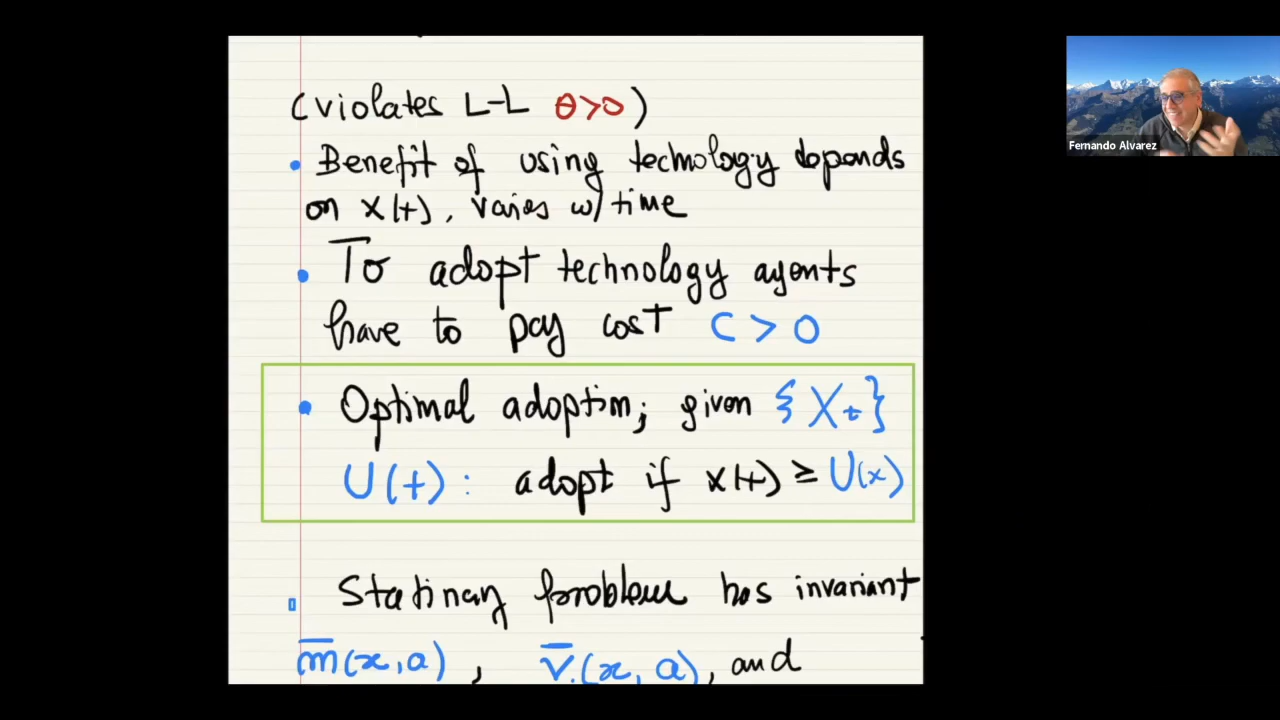 (violates L-L θ>0)
• Benefit of using technology depends
on x(t), varies w/ time
• To adopt technology agents
have to pay cost C > 0
• Optimal adoption; given {X_t}
U(t): adopt if x(t) ≥ U(x)
Stationary problem has invariant
m̄(x,a), v̄(x,a), and
Fernando Alvarez